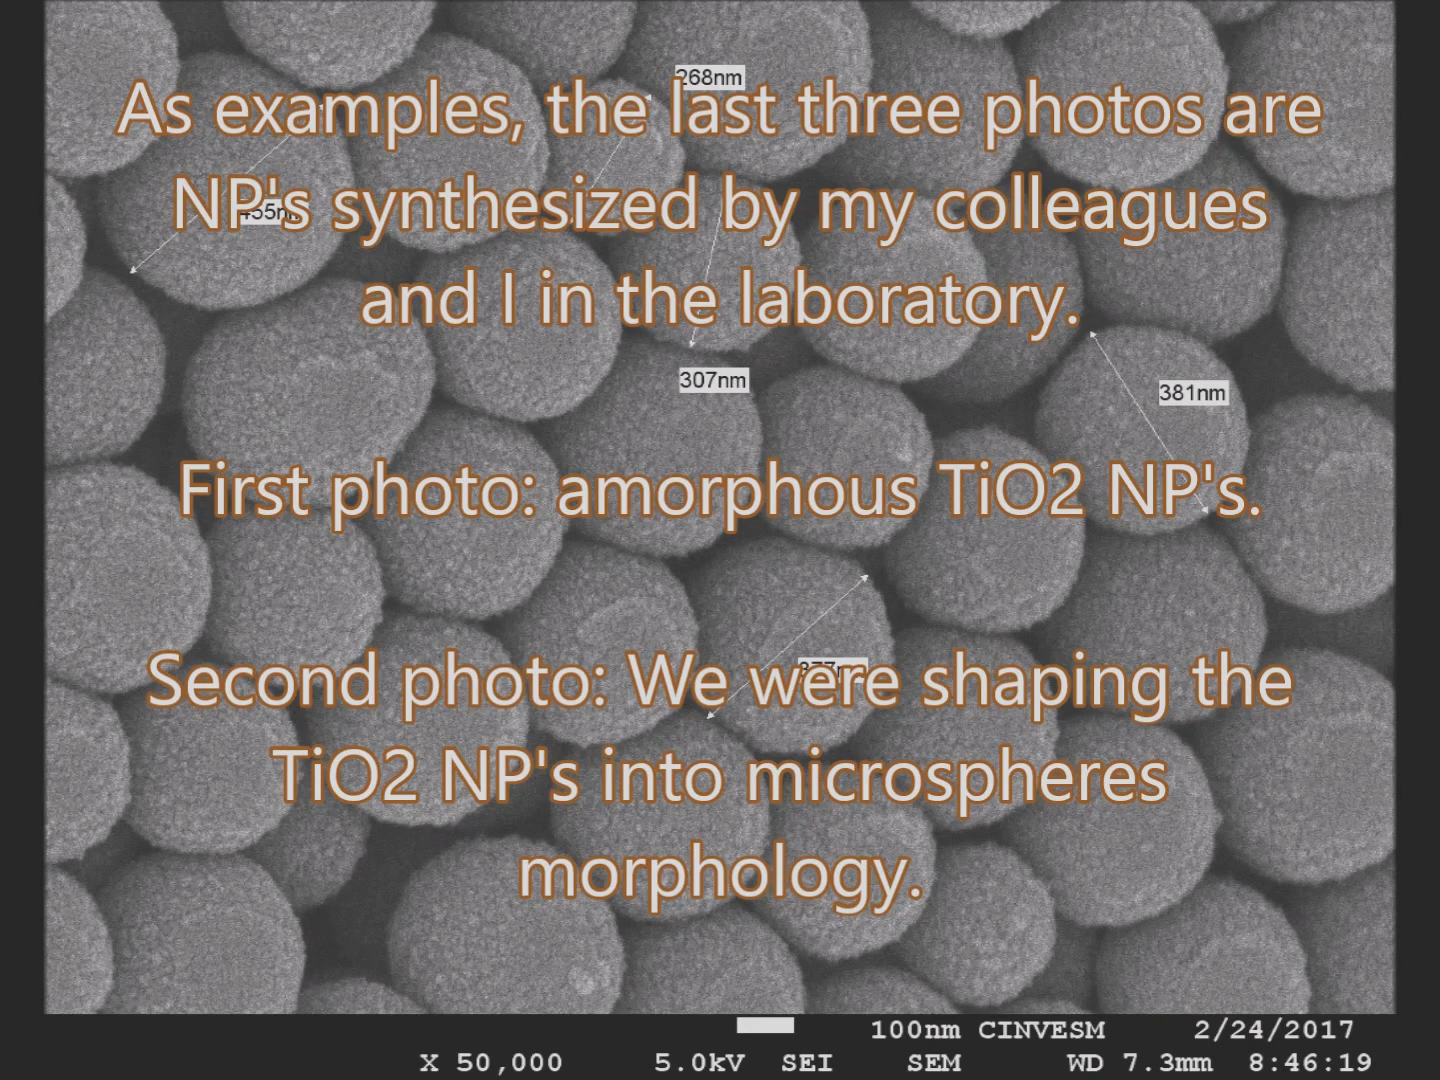 268nm
As examples, the last three photos are
NP's synthesized by my colleagues
and I in the laboratory.
307nm
381nm
First photo: amorphous TiO2 NP's.
Second photo: We were shaping the
TiO2 NP's into microspheres
morphology.
100nm CINVESM 2/24/2017
X 50,000 5.0kV SEI SEM WD 7.3mm 8:46:19